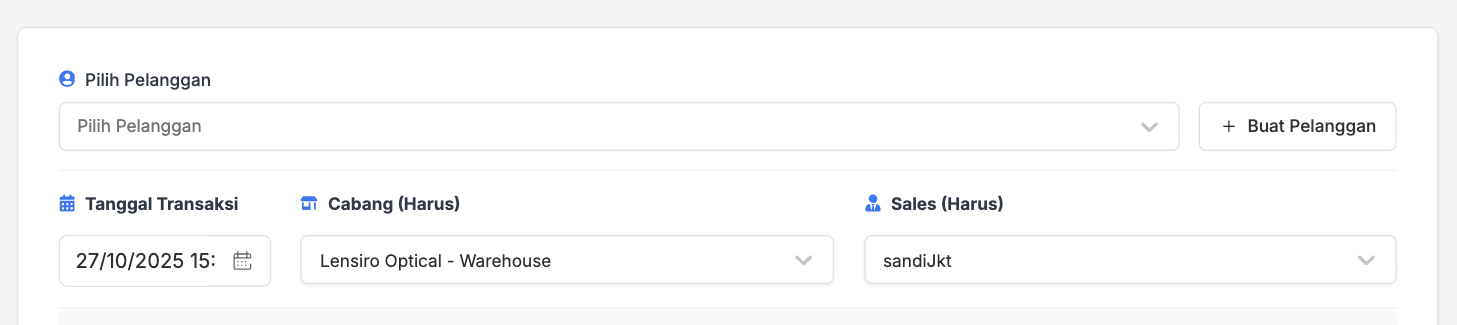 Pilih Pelanggan
Pilih Pelanggan
+ Buat Pelanggan
Tanggal Transaksi
Cabang (Harus)
Sales (Harus)
27/10/2025 15:
Lensiro Optical - Warehouse
sandiJkt